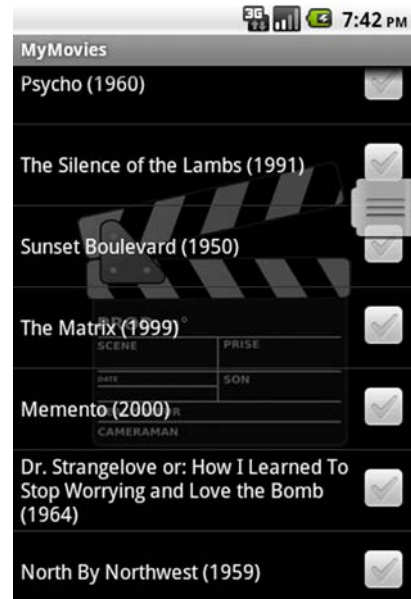 3G 7:42 PM
MyMovies
Psycho (1960)
The Silence of the Lambs (1991)
Sunset Boulevard (1950)
The Matrix (1999)
SCENE PRISE
DATE SON
Memento (2000)
CAMERAMAN
Dr. Strangelove or: How I Learned To
Stop Worrying and Love the Bomb
(1964)
North By Northwest (1959)